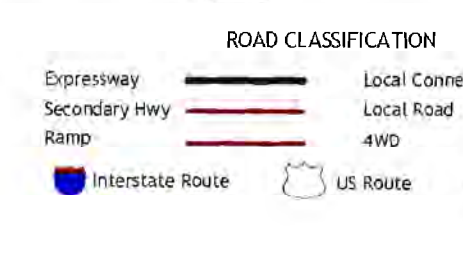 ROAD CLASSIFICATION
Expressway Local Conne
Secondary Hwy Local Road
Ramp 4WD
Interstate Route US Route